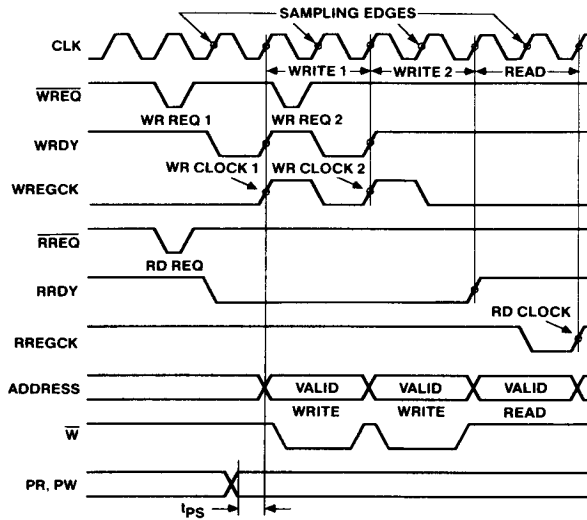 SAMPLING EDGES
CLK
WRITE 1 WRITE 2 READ
WREQ
WR REQ 1 WR REQ 2
WRDY
WR CLOCK 1 WR CLOCK 2
WREGCK
RREQ
RD REQ
RRDY
RD CLOCK
RREGCK
ADDRESS VALID VALID VALID
WRITE WRITE READ
W
PR, PW
tPS